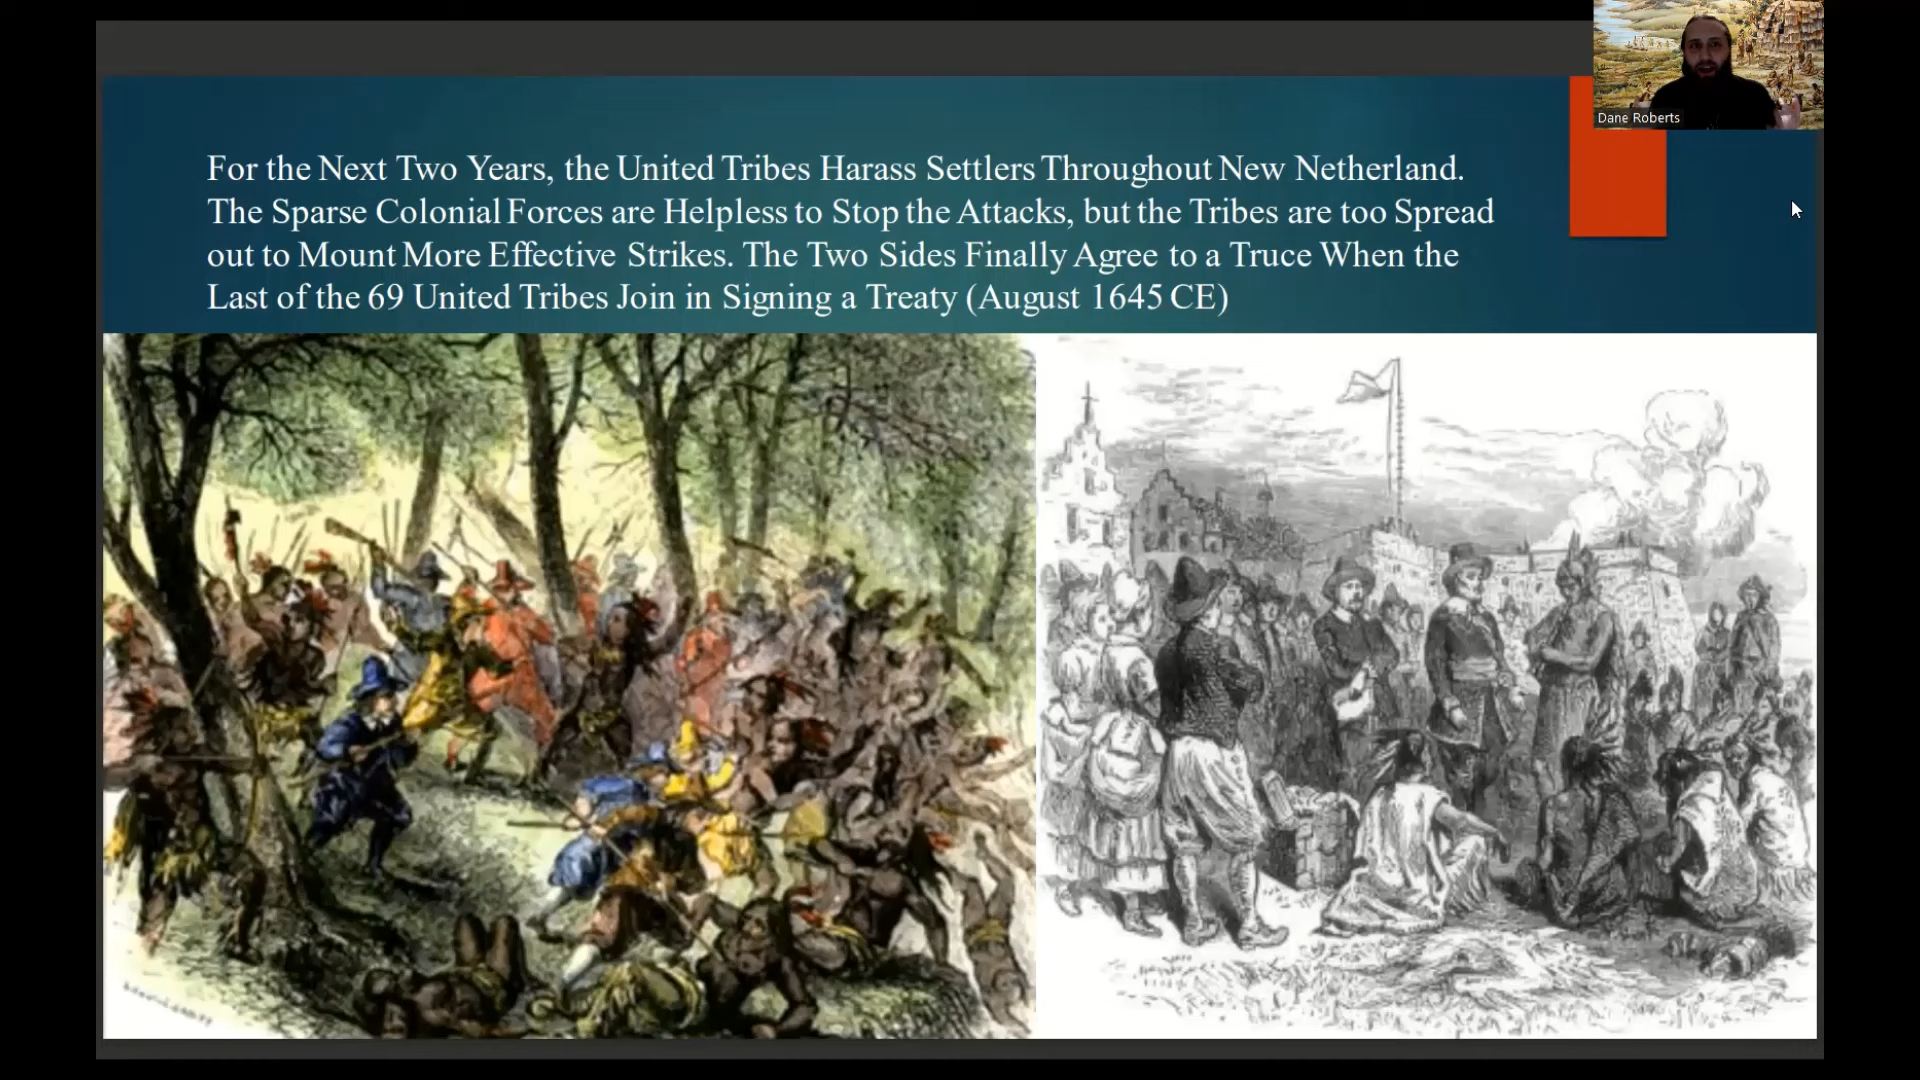 Dane Roberts
For the Next Two Years, the United Tribes Harass Settlers Throughout New Netherland.
The Sparse Colonial Forces are Helpless to Stop the Attacks, but the Tribes are too Spread
out to Mount More Effective Strikes. The Two Sides Finally Agree to a Truce When the
Last of the 69 United Tribes Join in Signing a Treaty (August 1645 CE)